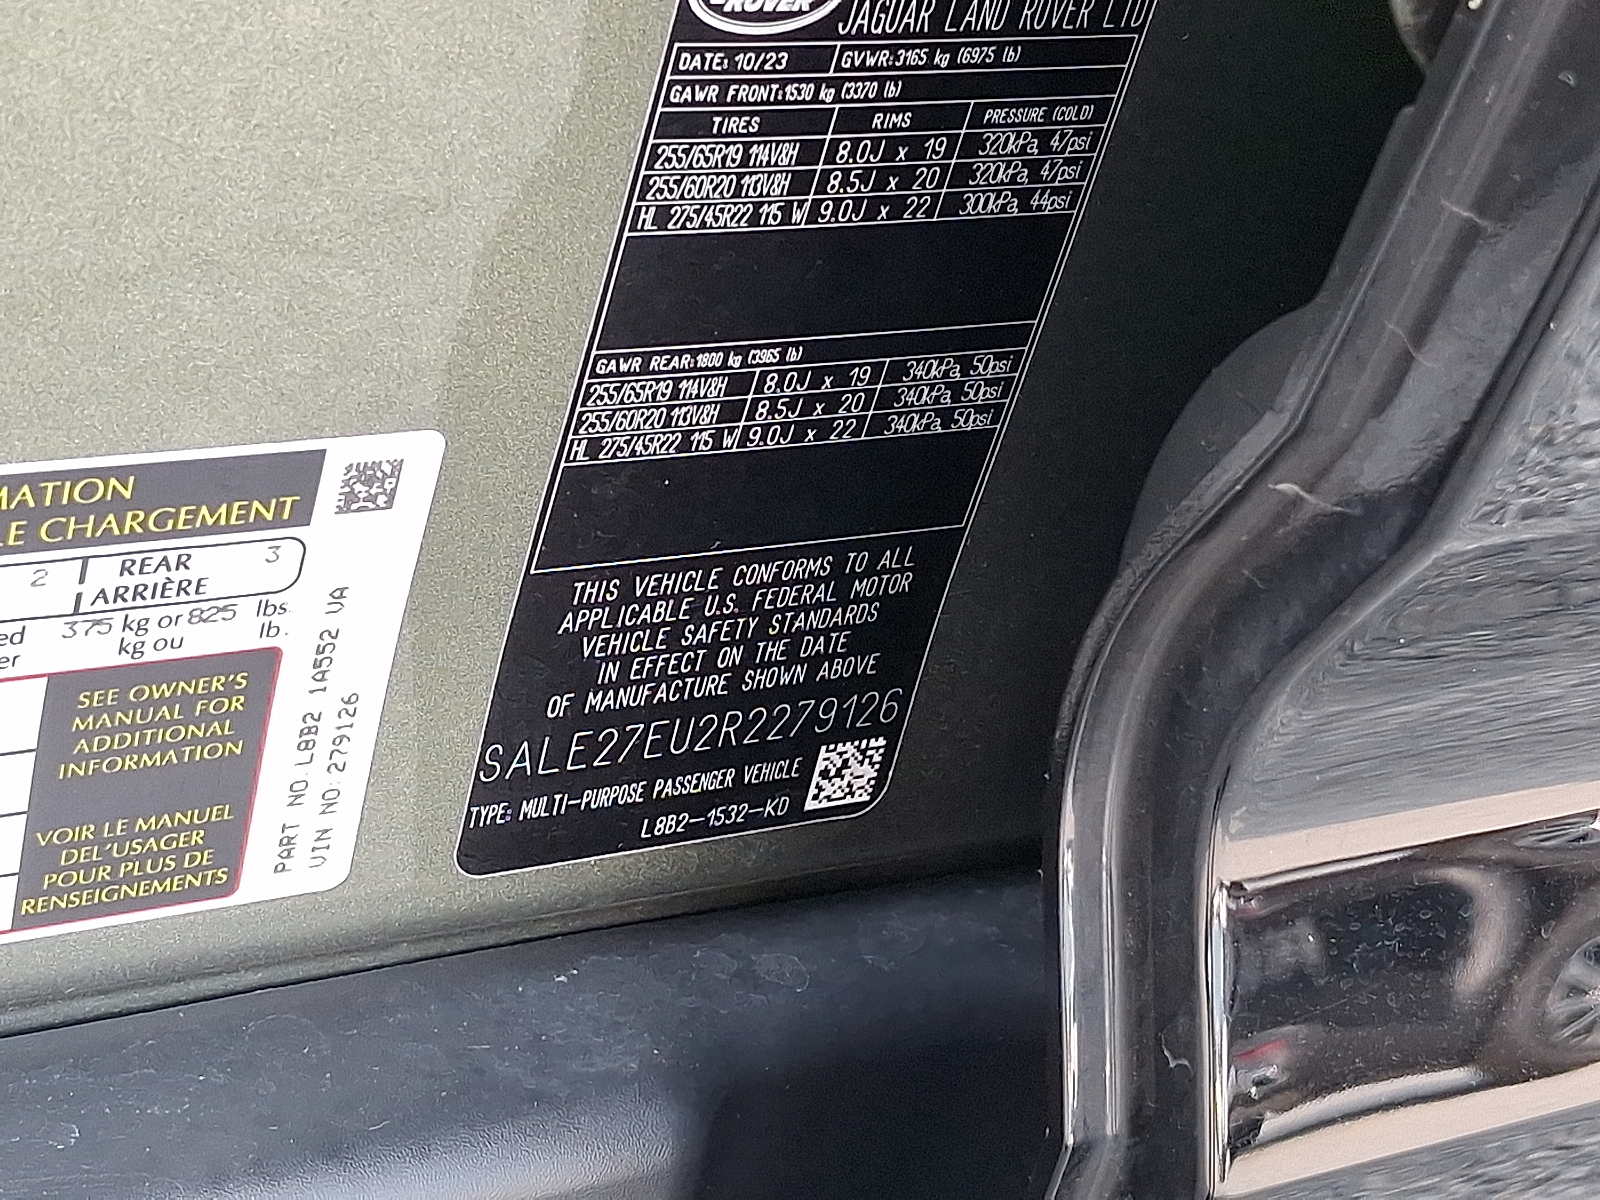 ROVER
JAGUAR LAND ROVER LTD
DATE: 10/23 GVWR: 3165 kg (6975 lb)
GAWR FRONT: 1530 kg (3370 lb)
TIRES RIMS PRESSURE (COLD)
255/65R19 114V&H 8.0J x 19 320kPa, 47psi
255/60R20 113V&H 8.5J x 20 320kPa, 47psi
HL 275/45R22 115 W 9.0J x 22 300kPa, 44psi
GAWR REAR: 1800 kg (3965 lb)
255/65R19 114V&H 8.0J x 19 340kPa, 50psi
255/60R20 113V&H 8.5J x 20 340kPa, 50psi
HL 275/45R22 115 W 9.0J x 22 340kPa, 50psi
THIS VEHICLE CONFORMS TO ALL
APPLICABLE U.S. FEDERAL MOTOR
VEHICLE SAFETY STANDARDS
IN EFFECT ON THE DATE
OF MANUFACTURE SHOWN ABOVE
SALE27EU2R2279126
TYPE: MULTI-PURPOSE PASSENGER VEHICLE
L8B2-1532-KD
MATION
LE CHARGEMENT
2 REAR 3
ARRIÈRE
ed 375 kg or 825 lbs.
er kg ou lb.
SEE OWNER'S
MANUAL FOR
ADDITIONAL
INFORMATION
VOIR LE MANUEL
DEL'USAGER
POUR PLUS DE
RENSEIGNEMENTS
PART NO: L8B2 1A552 VA
VIN NO: 279126